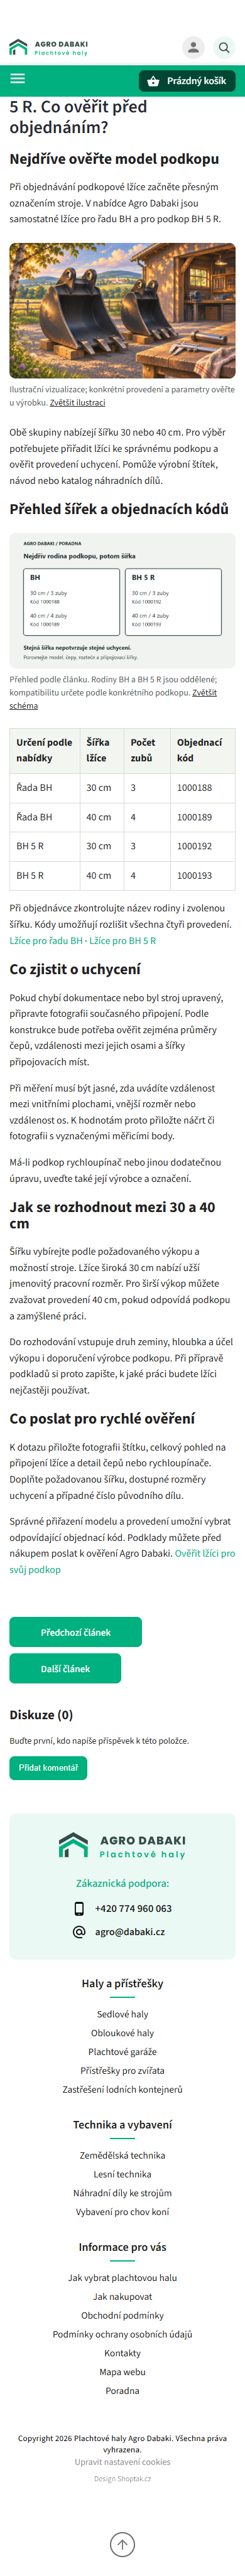 AGRO DABAKI
Plachtové haly
Prázdný košík
5 R. Co ověřit před
objednáním?
Nejdříve ověřte model podkopu
Při objednávání podkopové lžíce začněte přesným
označením stroje. V nabídce Agro Dabaki jsou
samostatné lžíce pro řadu BH a pro podkop BH 5 R.
Ilustrační vizualizace; konkrétní provedení a parametry ověřte
u výrobku. Zvětšit ilustraci
Obě skupiny nabízejí šířku 30 nebo 40 cm. Pro výběr
potřebujete přiřadit lžíci ke správnému podkopu a
ověřit provedení uchycení. Pomůže výrobní štítek,
návod nebo katalog náhradních dílů.
Přehled šířek a objednacích kódů
AGRO DABAKI / PORADNA
Nejdřív rodina podkopu, potom šířka
BH
30 cm / 3 zuby
Kód 1000188
40 cm / 4 zuby
Kód 1000189
BH 5 R
30 cm / 3 zuby
Kód 1000192
40 cm / 4 zuby
Kód 1000193
Stejná šířka nepotvrzuje stejné uchycení.
Porovnejte model, čepy, rozteče a připojovací šířky.
Přehled podle článku. Rodiny BH a BH 5 R jsou oddělené;
kompatibilitu určete podle konkrétního podkopu. Zvětšit
schéma
Určení podle nabídky | Šířka lžíce | Počet zubů | Objednací kód
Řada BH 30 cm 3 1000188
Řada BH 40 cm 4 1000189
BH 5 R 30 cm 3 1000192
BH 5 R 40 cm 4 1000193
Při objednávce zkontrolujte název rodiny i zvolenou
šířku. Kódy umožňují rozlišit všechna čtyři provedení.
Lžíce pro řadu BH · Lžíce pro BH 5 R
Co zjistit o uchycení
Pokud chybí dokumentace nebo byl stroj upravený,
připravte fotografii současného připojení. Podle
konstrukce bude potřeba ověřit zejména průměry
čepů, vzdálenosti mezi jejich osami a šířky
připojovacích míst.
Při měření musí být jasné, zda uvádíte vzdálenost
mezi vnitřními plochami, vnější rozměr nebo
vzdálenost os. K hodnotám proto přiložte náčrt či
fotografii s vyznačenými měřicími body.
Má-li podkop rychloupínač nebo jinou dodatečnou
úpravu, uveďte také její výrobce a označení.
Jak se rozhodnout mezi 30 a 40
cm
Šířku vybírejte podle požadovaného výkopu a
možností stroje. Lžíce široká 30 cm nabízí užší
jmenovitý pracovní rozměr. Pro širší výkop můžete
zvažovat provedení 40 cm, pokud odpovídá podkopu
a zamýšlené práci.
Do rozhodování vstupuje druh zeminy, hloubka a účel
výkopu i doporučení výrobce podkopu. Při přípravě
podkladů si proto zapište, k jaké práci budete lžíci
nejčastěji používat.
Co poslat pro rychlé ověření
K dotazu přiložte fotografii štítku, celkový pohled na
připojení lžíce a detail čepů nebo rychloupínače.
Doplňte požadovanou šířku, dostupné rozměry
uchycení a případné číslo původního dílu.
Správné přiřazení modelu a provedení umožní vybrat
odpovídající objednací kód. Podklady můžete před
nákupem poslat k ověření Agro Dabaki. Ověřit lžíci pro
svůj podkop
Předchozí článek
Další článek
Diskuze (0)
Buďte první, kdo napíše příspěvek k této položce.
Přidat komentář
AGRO DABAKI
Plachtové haly
Zákaznická podpora:
+420 774 960 063
agro@dabaki.cz
Haly a přístřešky
Sedlové haly
Obloukové haly
Plachtové garáže
Přístřešky pro zvířata
Zastřešení lodních kontejnerů
Technika a vybavení
Zemědělská technika
Lesní technika
Náhradní díly ke strojům
Vybavení pro chov koní
Informace pro vás
Jak vybrat plachtovou halu
Jak nakupovat
Obchodní podmínky
Podmínky ochrany osobních údajů
Kontakty
Mapa webu
Poradna
Copyright 2026 Plachtové haly Agro Dabaki. Všechna práva
vyhrazena.
Upravit nastavení cookies
Design Shoptak.cz